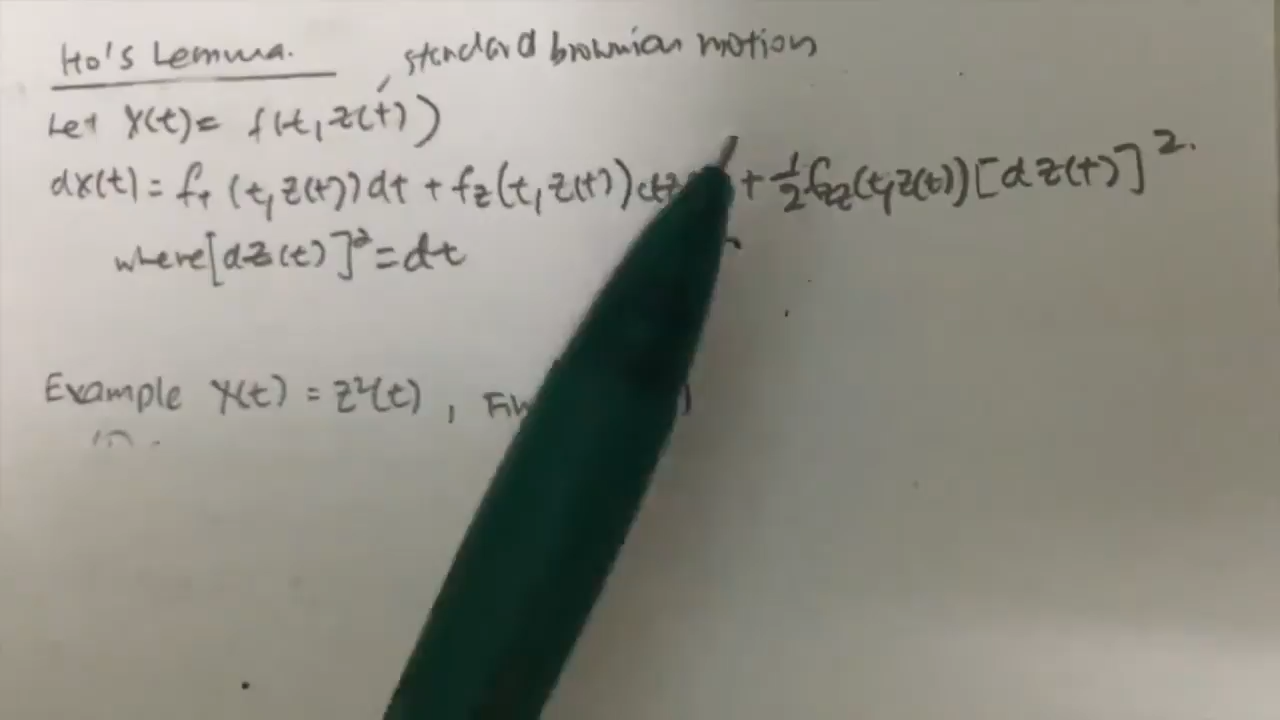 Ito's Lemma. , standard brownian motion
Let X(t) = f(t, Z(t))
dX(t) = f_t (t, Z(t)) dt + f_z (t, Z(t)) + 1/2 f_zz (t, Z(t)) [dZ(t)]^2.
where [dZ(t)]^2 = dt
Example X(t) = Z^2(t) ,